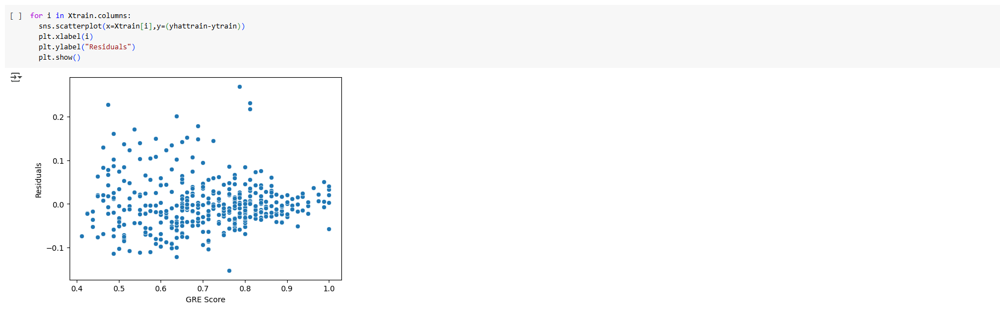 [ ] for i in Xtrain.columns:
sns.scatterplot(x=Xtrain[i],y=(yhattrain-ytrain))
plt.xlabel(i)
plt.ylabel("Residuals")
plt.show()
Residuals
0.2
0.1
0.0
−0.1
0.4 0.5 0.6 0.7 0.8 0.9 1.0
GRE Score